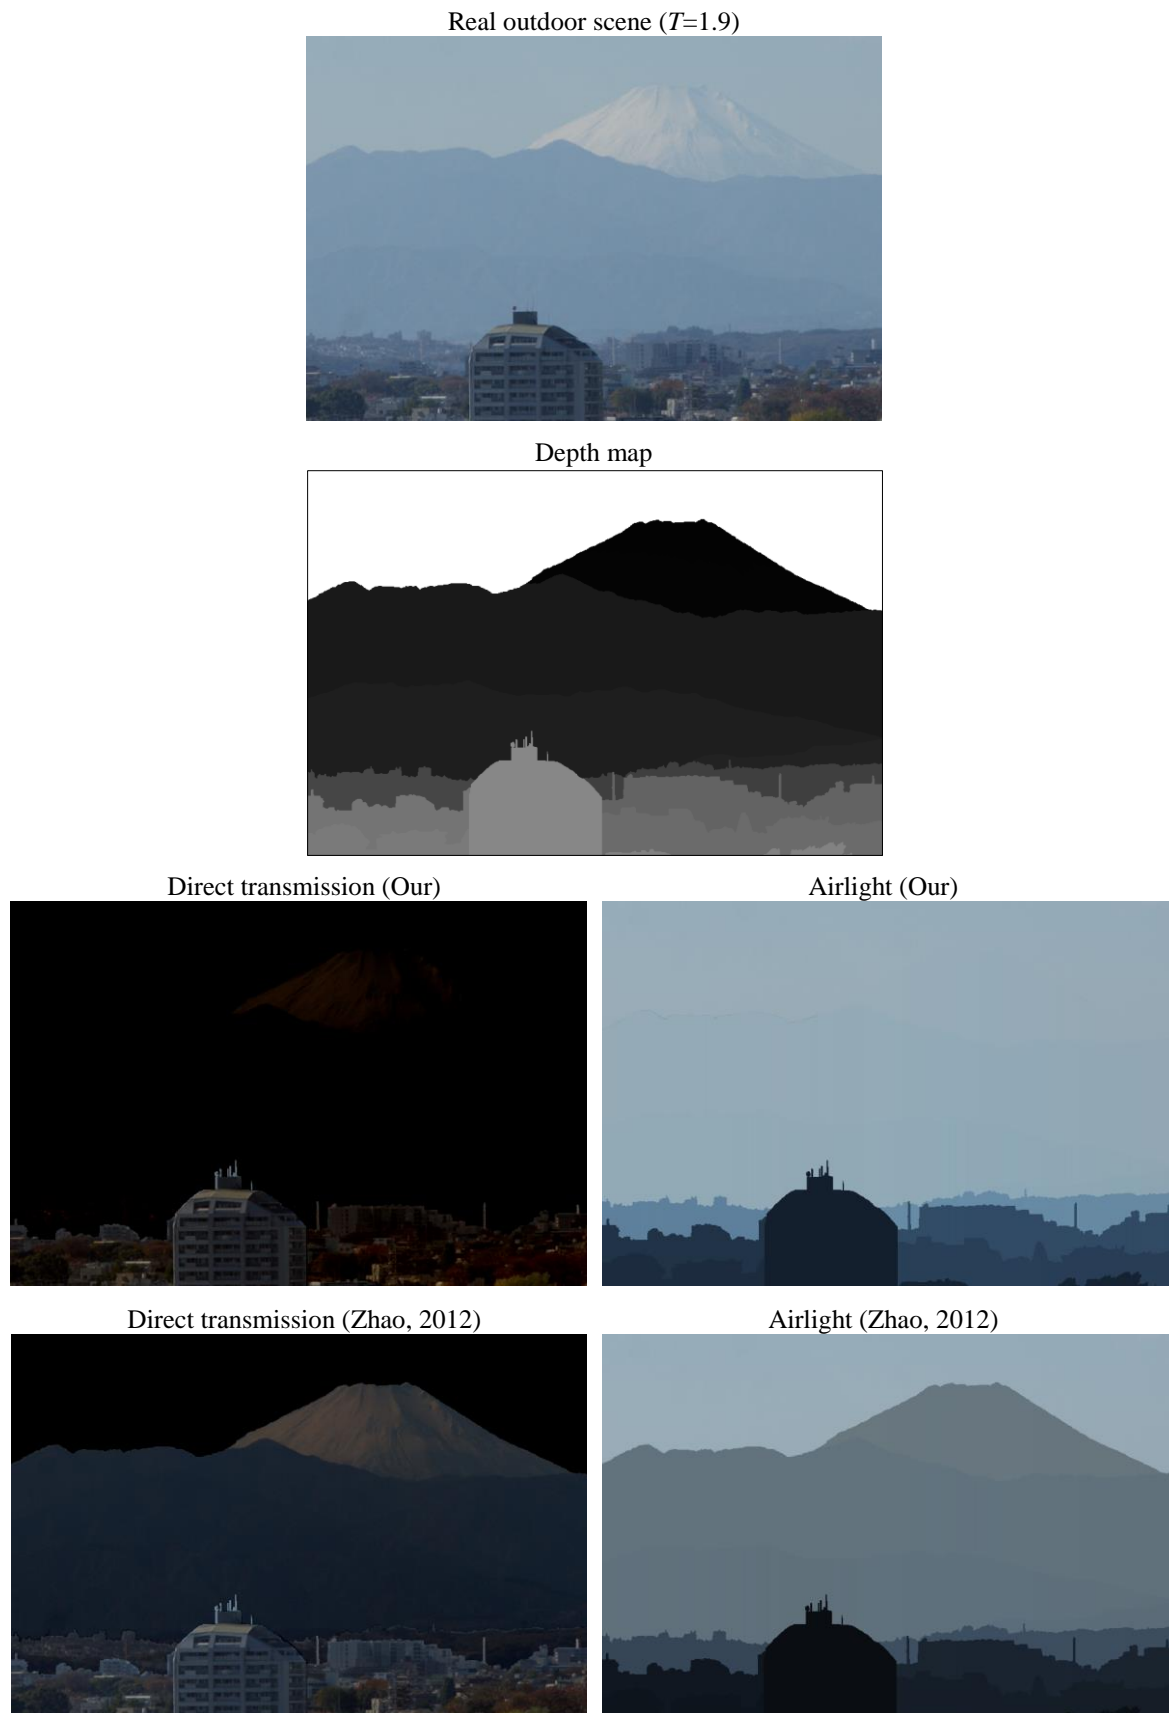 Real outdoor scene (T=1.9)
Depth map
Direct transmission (Our)
Airlight (Our)
Direct transmission (Zhao, 2012)
Airlight (Zhao, 2012)